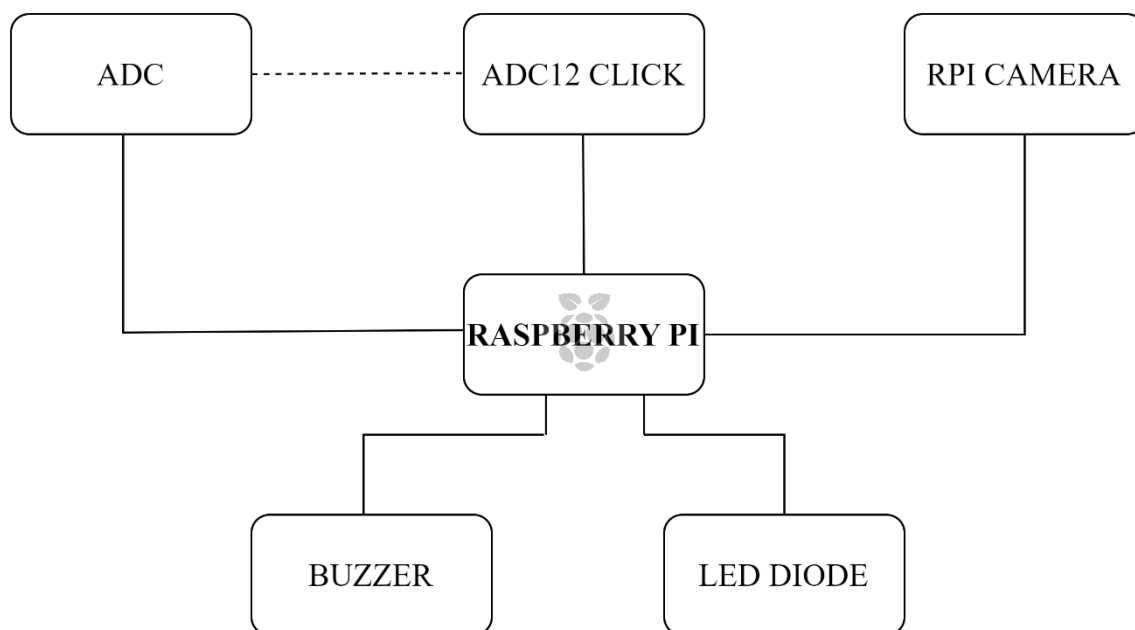 ADC
ADC12 CLICK
RPI CAMERA
RASPBERRY PI
BUZZER
LED DIODE